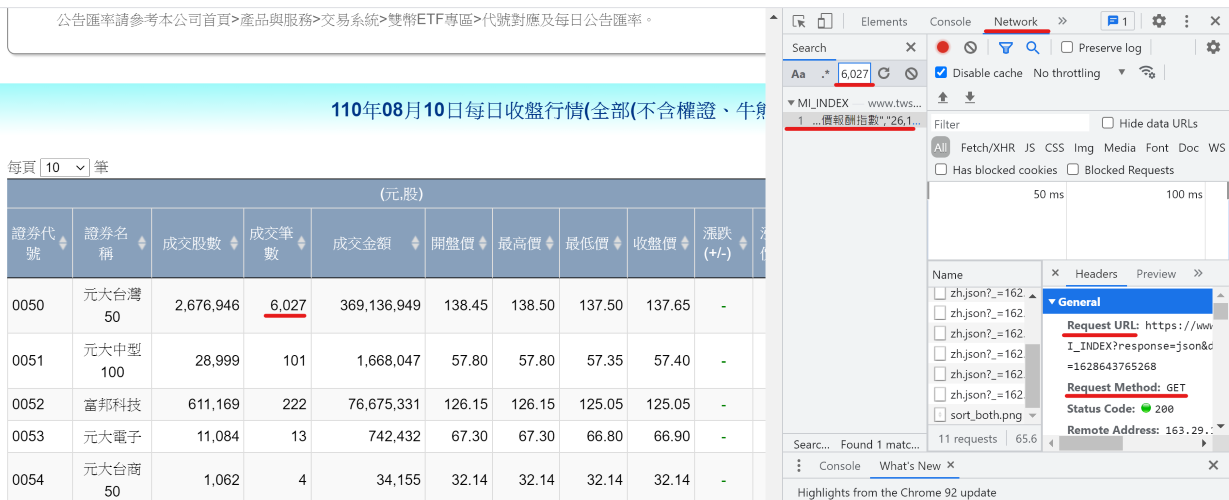 公告匯率請參考本公司首頁>產品與服務>交易系統>雙幣ETF專區>代號對應及每日公告匯率。
110年08月10日每日收盤行情(全部(不含權證、牛熊
每頁 10 筆
(元,股)
證券代號 證券名稱 成交股數 成交筆數 成交金額 開盤價 最高價 最低價 收盤價 漲跌(+/-)
0050 元大台灣50 2,676,946 6,027 369,136,949 138.45 138.50 137.50 137.65 -
0051 元大中型100 28,999 101 1,668,047 57.80 57.80 57.35 57.40 -
0052 富邦科技 611,169 222 76,675,331 126.15 126.15 125.05 125.05 -
0053 元大電子 11,084 13 742,432 67.30 67.30 66.80 66.90 -
0054 元大台商50 1,062 4 34,155 32.14 32.14 32.14 32.14 -
Elements Console Network » 1
Search
Aa .* 6,027
MI_INDEX — www.tws...
1 ...價報酬指數","26,1...
Searc... Found 1 matc...
Preserve log
Disable cache No throttling
Filter
Hide data URLs
All Fetch/XHR JS CSS Img Media Font Doc WS
Has blocked cookies Blocked Requests
50 ms 100 ms
Name
zh.json?_=162.
zh.json?_=162.
zh.json?_=162.
zh.json?_=162.
zh.json?_=162.
zh.json?_=162.
sort_both.png
11 requests 65.6
Headers Preview »
General
Request URL: https://www
I_INDEX?response=json&d
=1628643765268
Request Method: GET
Status Code: 200
Remote Address: 163.29.
Console What's New
Highlights from the Chrome 92 update